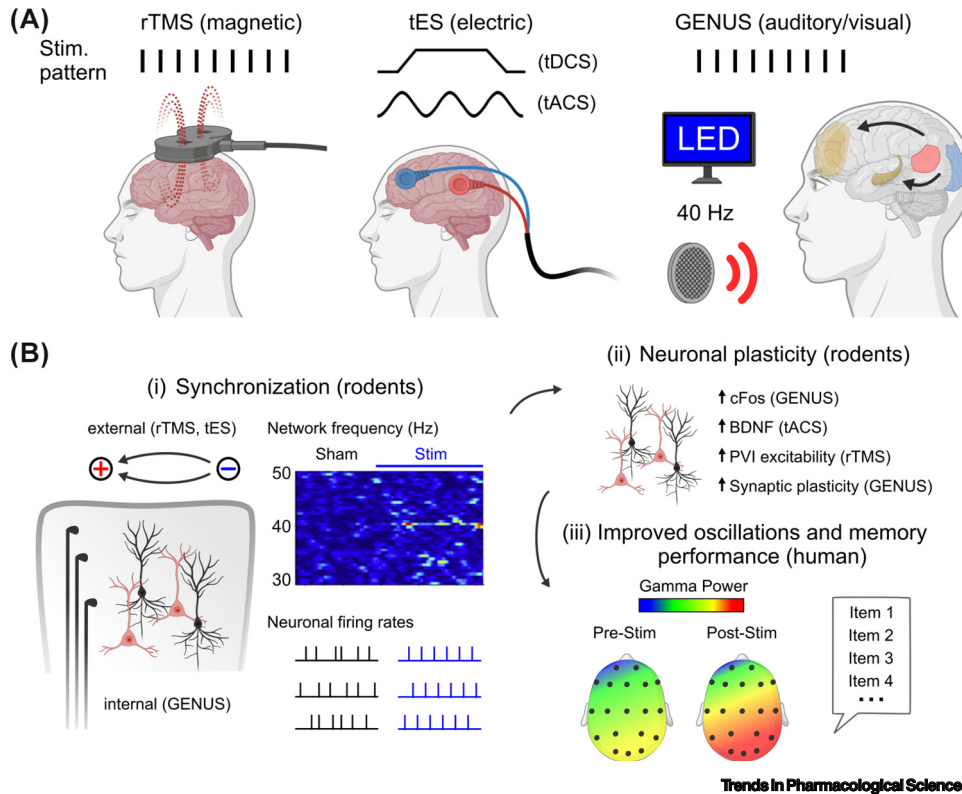 (A)
rTMS (magnetic)
tES (electric)
GENUS (auditory/visual)
Stim.
pattern
(tDCS)
(tACS)
LED
40 Hz
(B)
(i) Synchronization (rodents)
external (rTMS, tES)
+
−
internal (GENUS)
Network frequency (Hz)
Sham
Stim
50
40
30
Neuronal firing rates
(ii) Neuronal plasticity (rodents)
↑ cFos (GENUS)
↑ BDNF (tACS)
↑ PVI excitability (rTMS)
↑ Synaptic plasticity (GENUS)
(iii) Improved oscillations and memory
performance (human)
Gamma Power
Pre-Stim
Post-Stim
Item 1
Item 2
Item 3
Item 4
...
Trends in Pharmacological Science